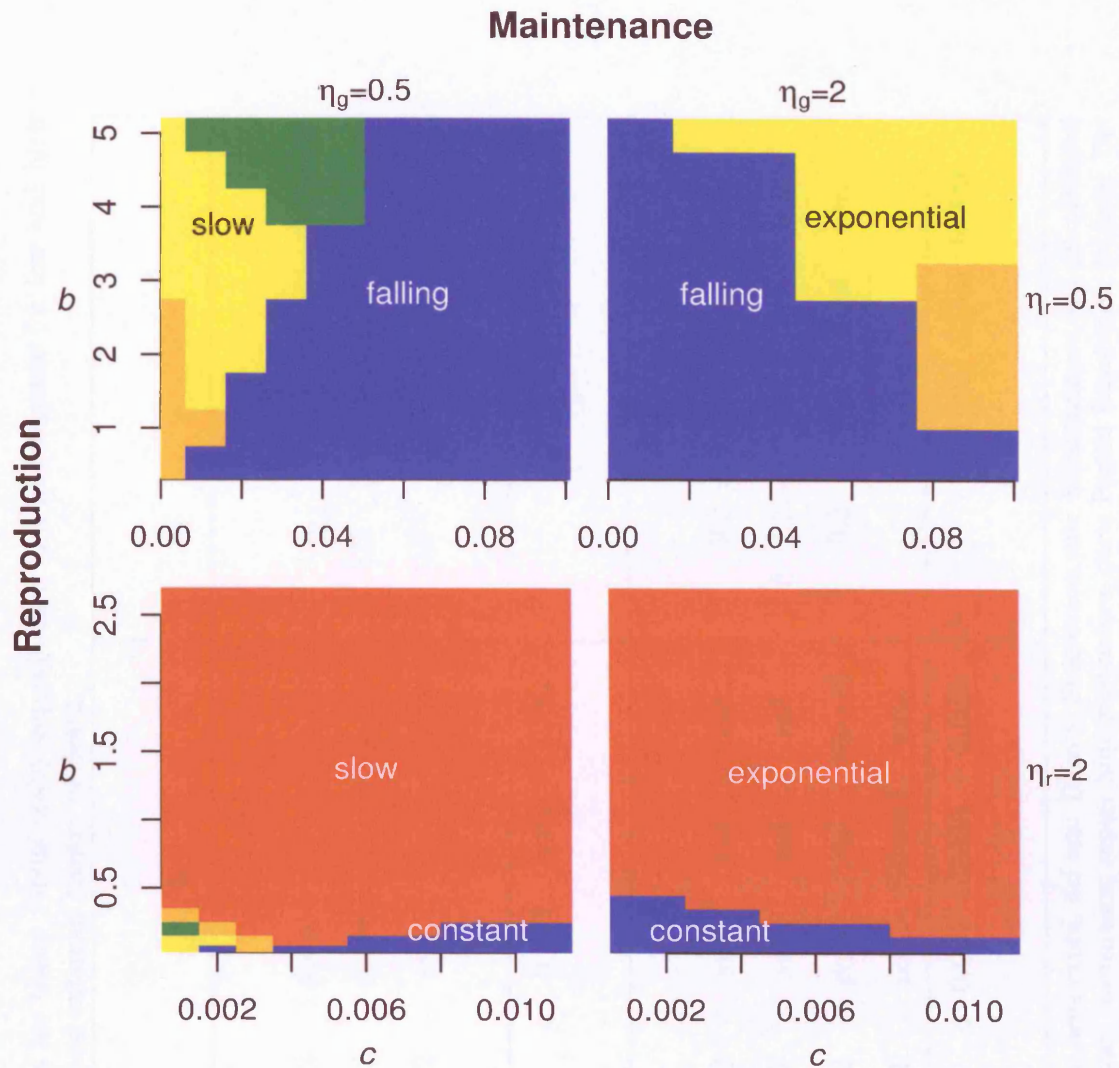 Maintenance
ηg=0.5
ηg=2
Reproduction
b
5
4
3
2
1
slow
falling
falling
exponential
ηr=0.5
0.00
0.04
0.08
0.00
0.04
0.08
b
2.5
1.5
0.5
slow
constant
exponential
constant
ηr=2
0.002
0.006
0.010
0.002
0.006
0.010
c
c